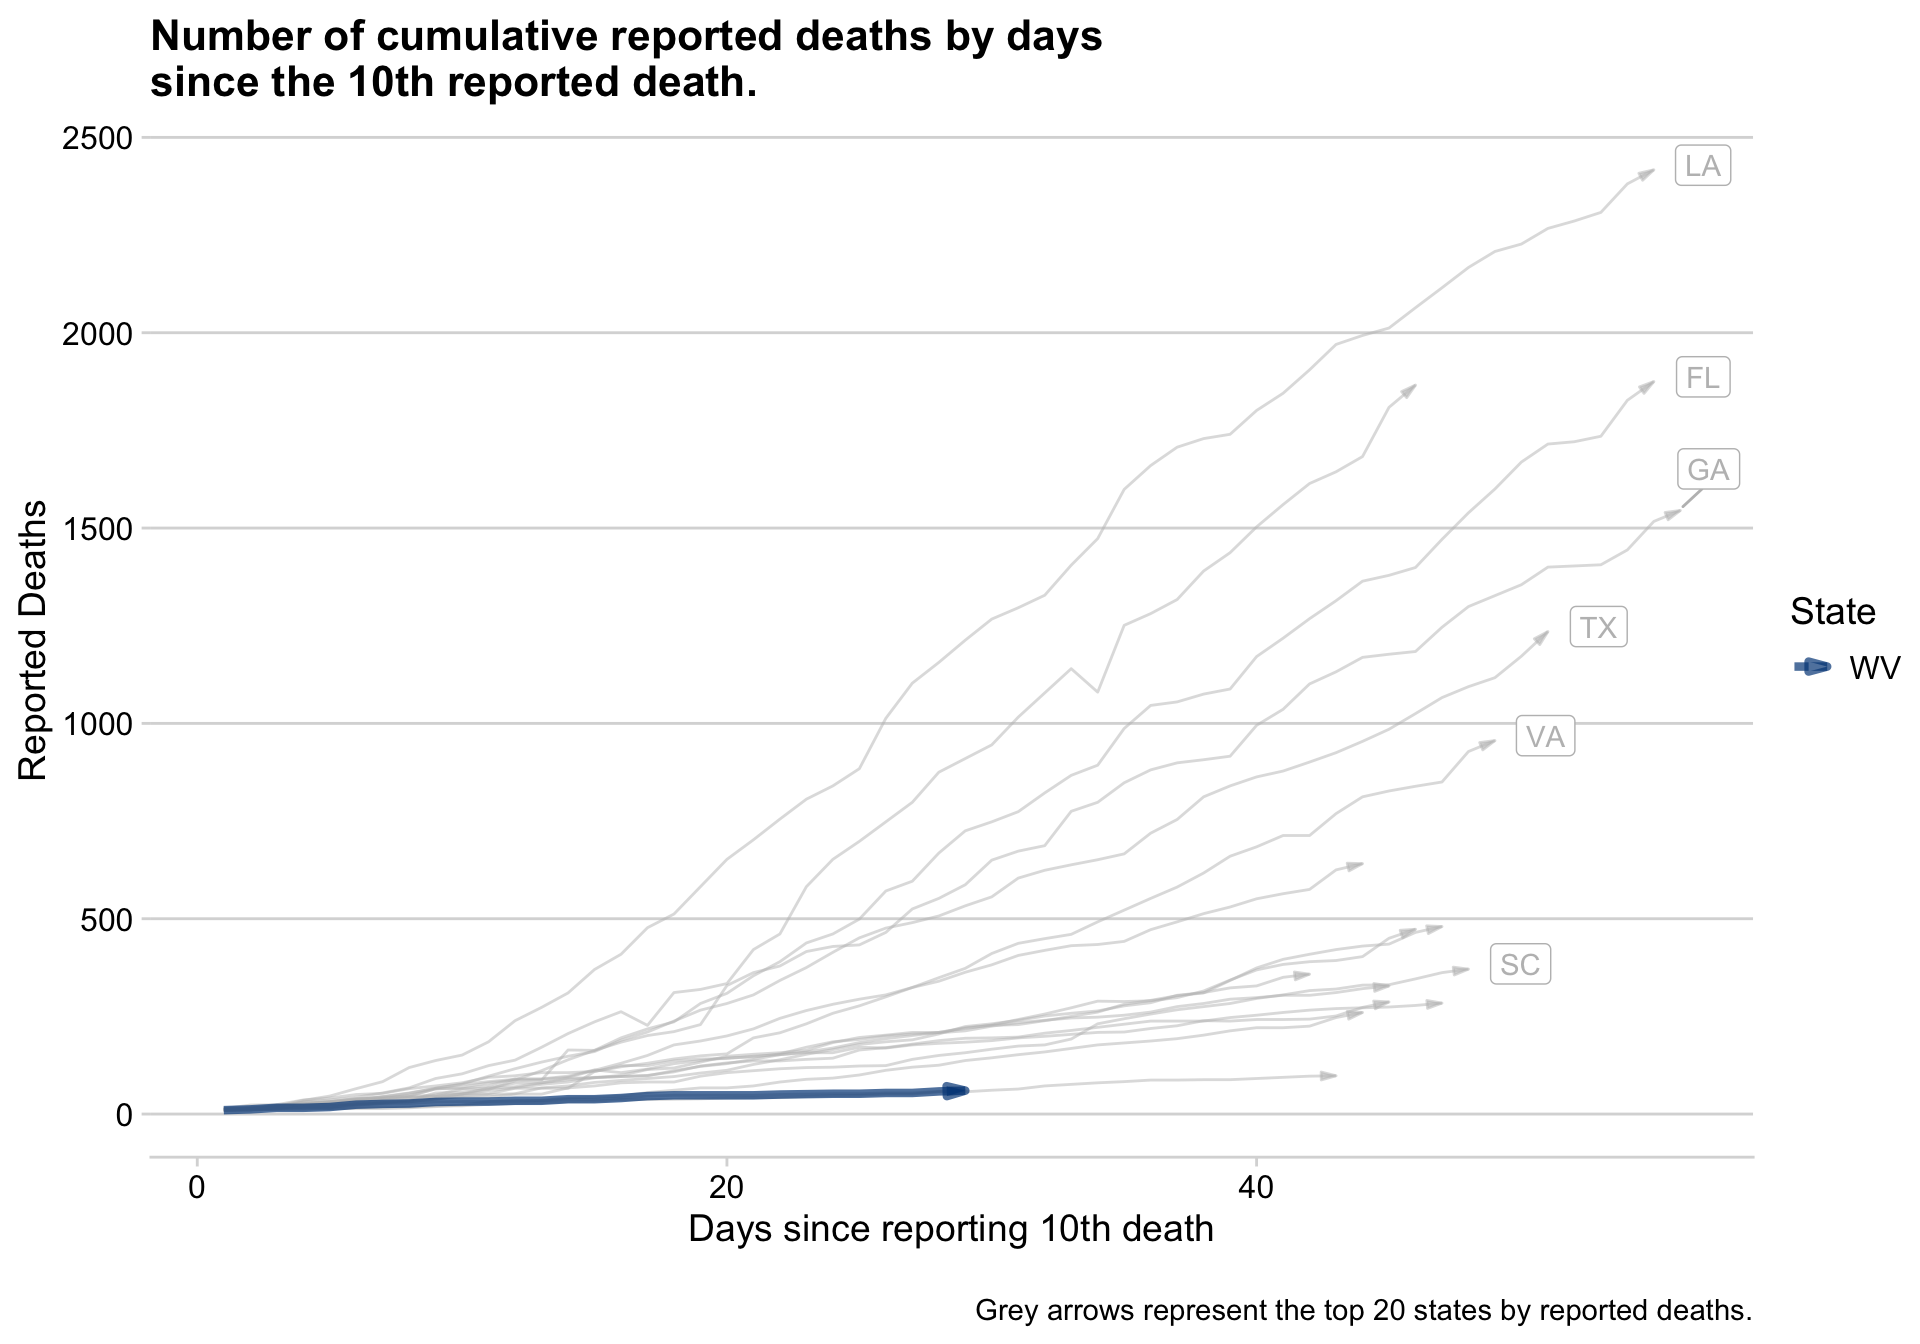 Number of cumulative reported deaths by days
since the 10th reported death.
2500
LA
2000
FL
GA
Reported Deaths
1500
TX
State
WV
1000
VA
500
SC
0
0
20
40
Days since reporting 10th death
Grey arrows represent the top 20 states by reported deaths.